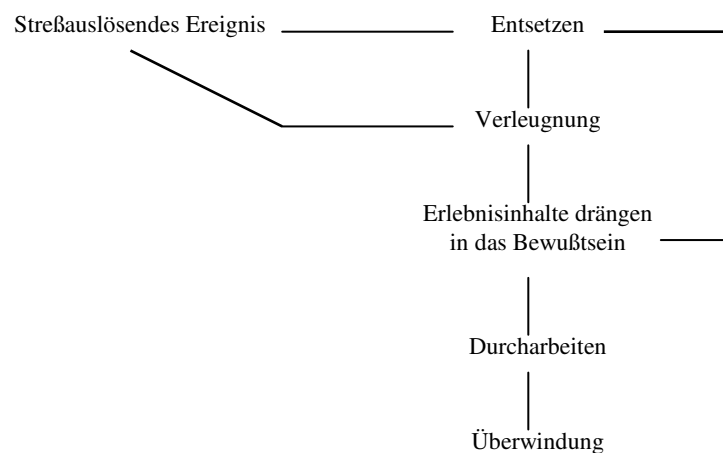 Streßauslösendes Ereignis
Entsetzen
Verleugnung
Erlebnisinhalte drängen
in das Bewußtsein
Durcharbeiten
Überwindung